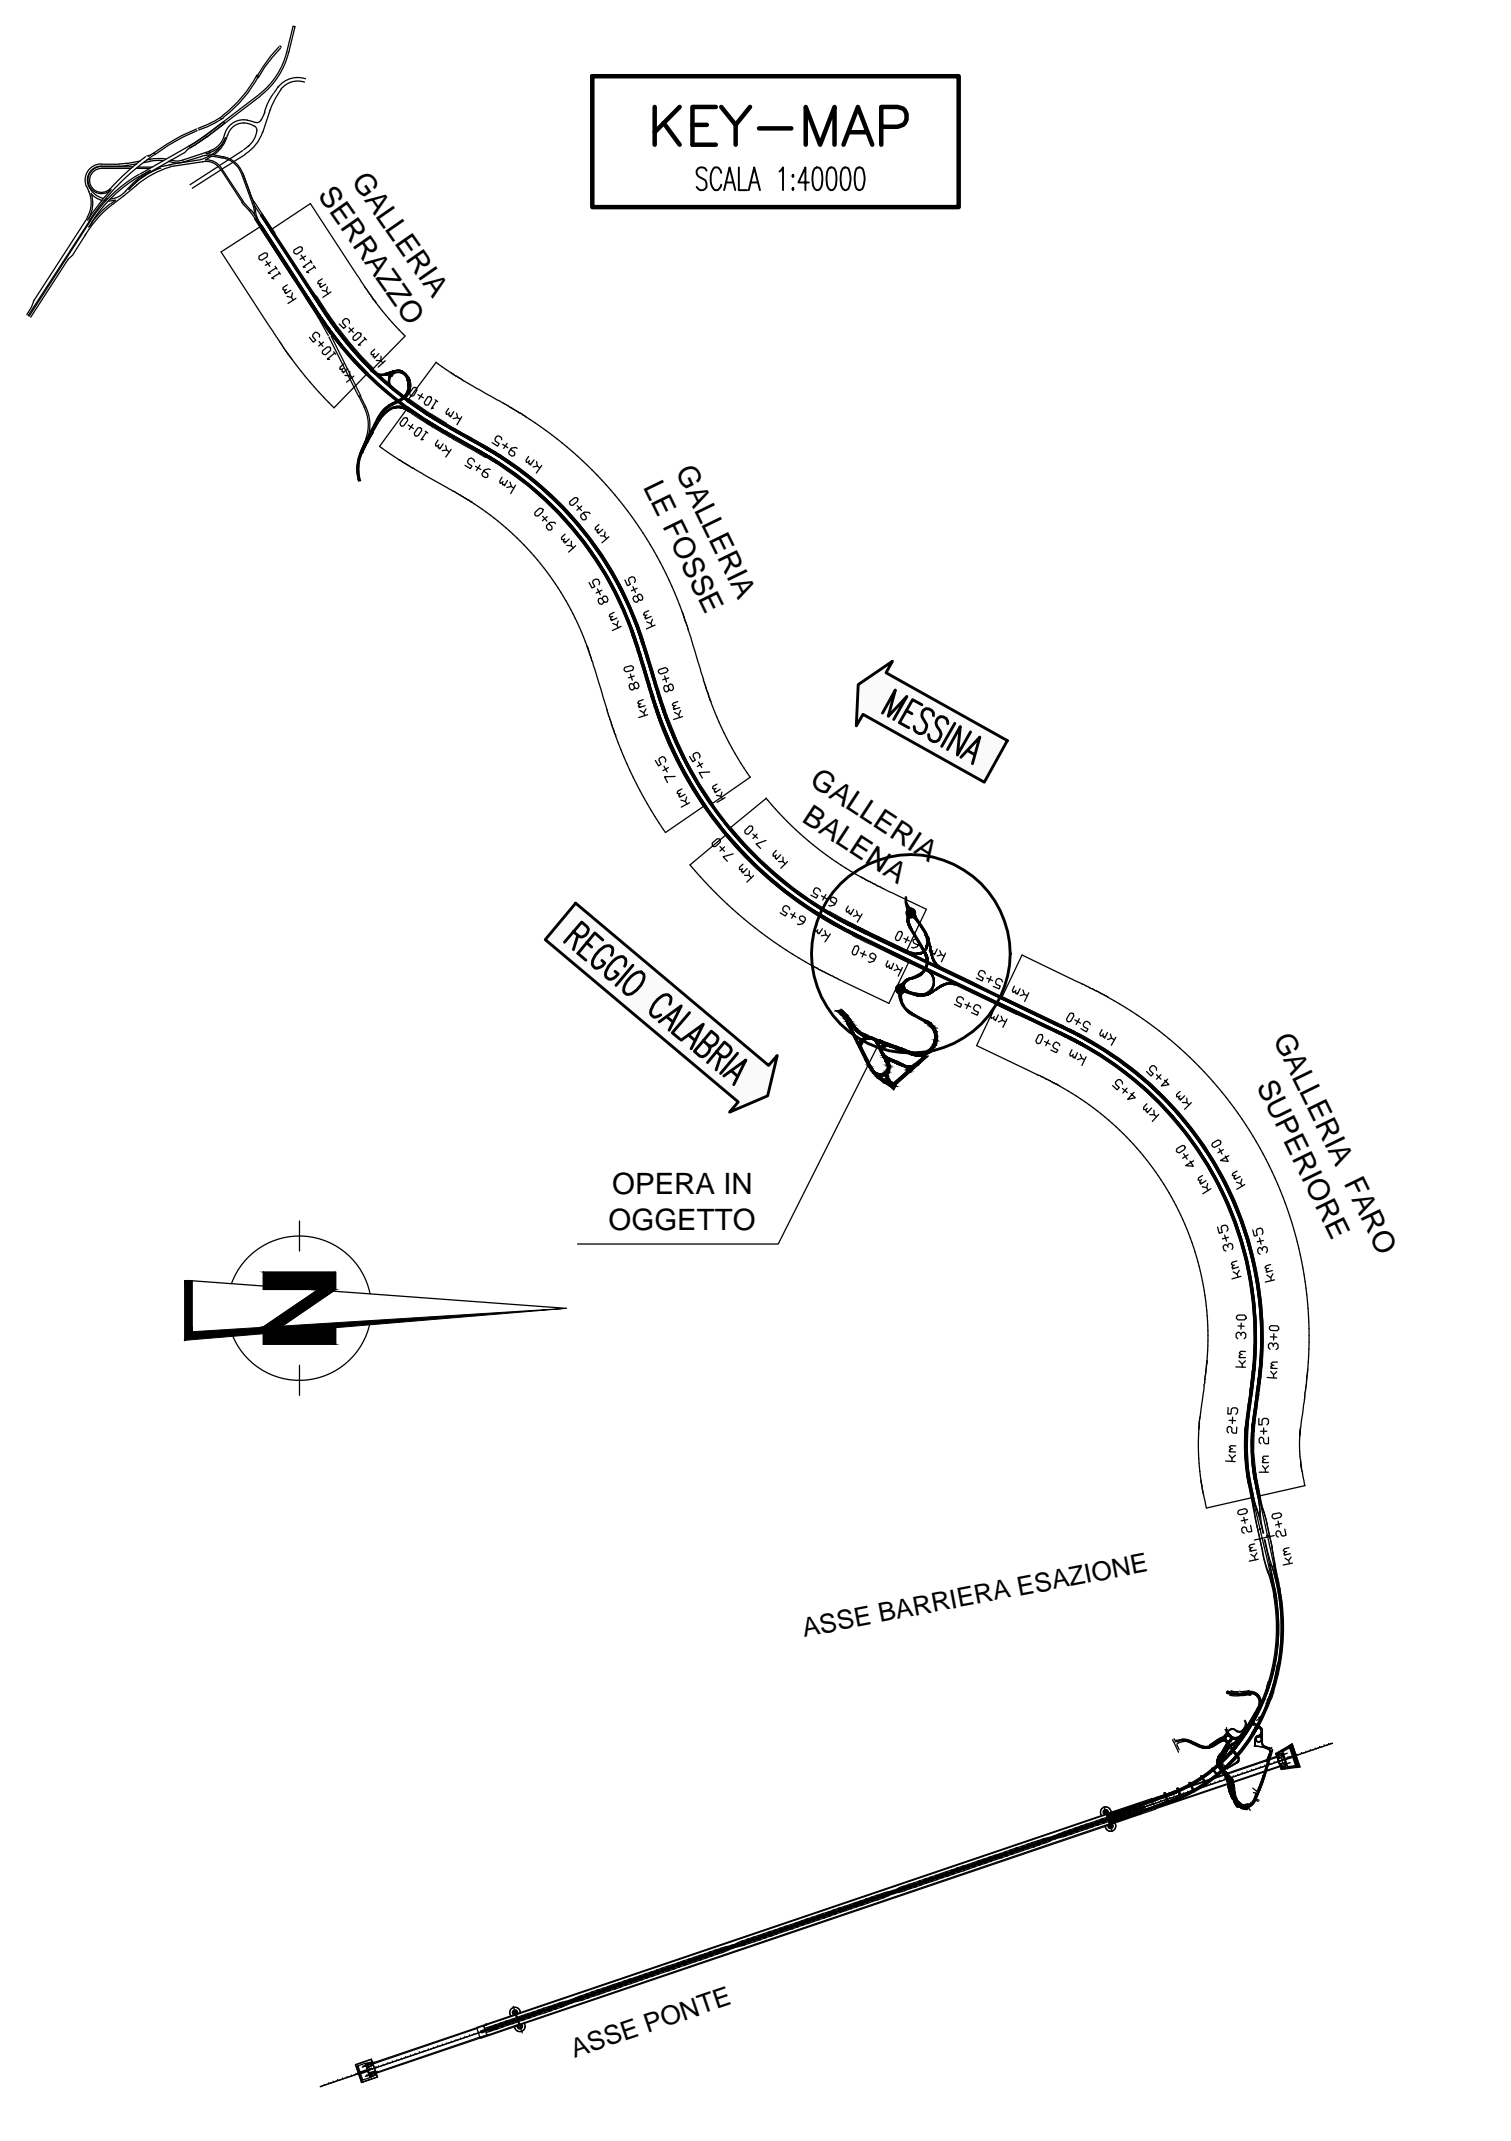 KEY-MAP
SCALA 1:40000
GALLERIA
SERRAZZO
km 11+0
km 11+0
km 10+5
km 10+5
km 10+0
km 10+0
km 9+5
km 9+5
GALLERIA
LE FOSSE
km 9+0
km 9+0
km 8+5
km 8+5
km 8+0
km 8+0
MESSINA
km 7+5
km 7+5
GALLERIA
BALENA
km 7+0
km 7+0
km 6+5
km 6+5
km 6+0
km 6+0
REGGIO CALABRIA
km 5+5
km 5+5
km 5+0
km 5+0
GALLERIA FARO
SUPERIORE
km 4+5
km 4+5
km 4+0
km 4+0
OPERA IN
OGGETTO
km 3+5
km 3+5
N
km 3+0
km 3+0
km 2+5
km 2+5
km 2+0
km 2+0
ASSE BARRIERA ESAZIONE
ASSE PONTE